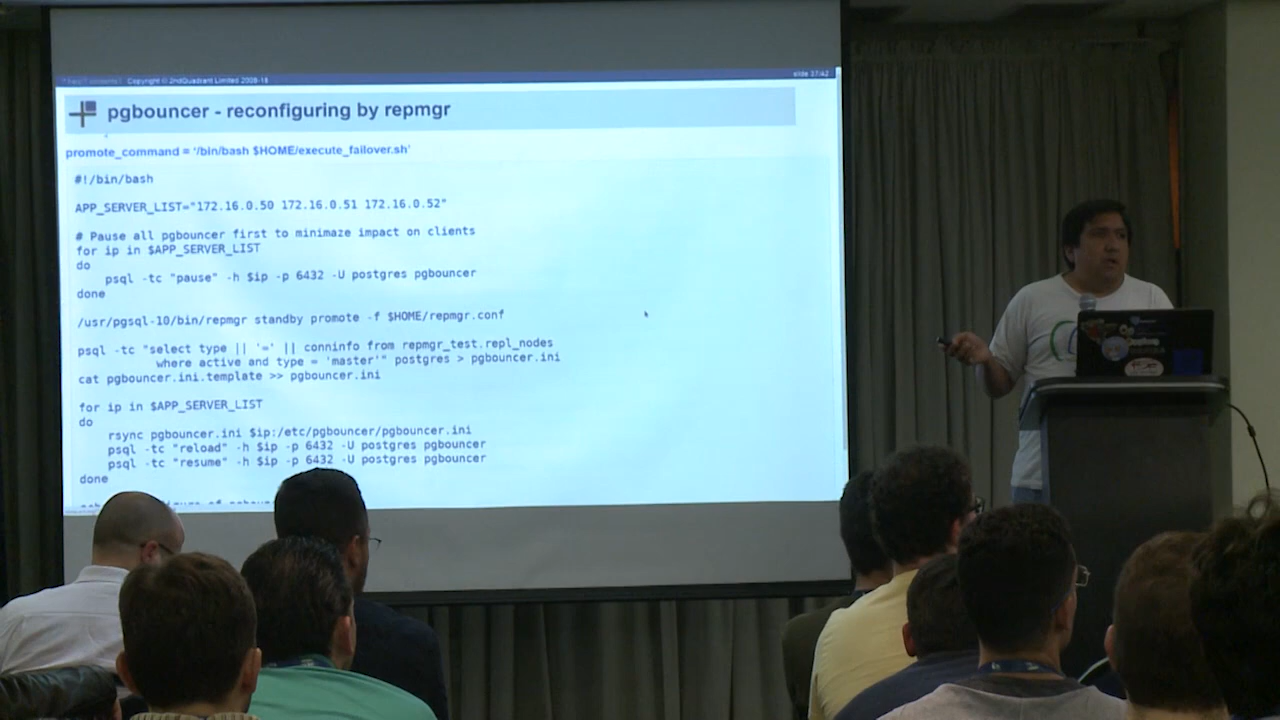 Copyright © 2ndQuadrant Limited 2009-18
slide 37/42
pgbouncer - reconfiguring by repmgr
promote_command = '/bin/bash $HOME/execute_failover.sh'
#!/bin/bash
APP_SERVER_LIST="172.16.0.50 172.16.0.51 172.16.0.52"
# Pause all pgbouncer first to minimaze impact on clients
for ip in $APP_SERVER_LIST
do
psql -tc "pause" -h $ip -p 6432 -U postgres pgbouncer
done
/usr/pgsql-10/bin/repmgr standby promote -f $HOME/repmgr.conf
psql -tc "select type || '=' || conninfo from repmgr_test.repl_nodes
where active and type = 'master'" postgres > pgbouncer.ini
cat pgbouncer.ini.template >> pgbouncer.ini
for ip in $APP_SERVER_LIST
do
rsync pgbouncer.ini $ip:/etc/pgbouncer/pgbouncer.ini
psql -tc "reload" -h $ip -p 6432 -U postgres pgbouncer
psql -tc "resume" -h $ip -p 6432 -U postgres pgbouncer
done